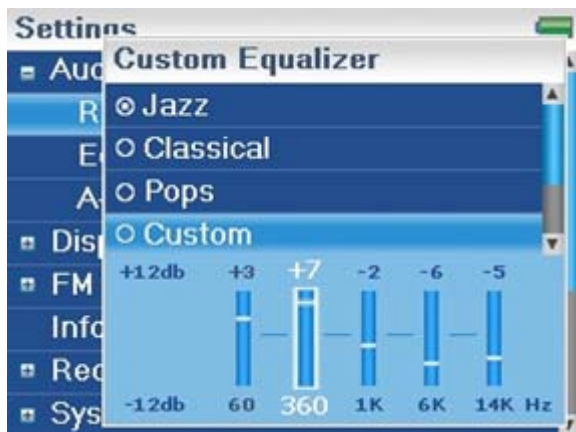 Settings
Custom Equalizer
Jazz
Classical
Pops
Custom
+12db +3 +7 -2 -6 -5
-12db 60 360 1K 6K 14K Hz
FM